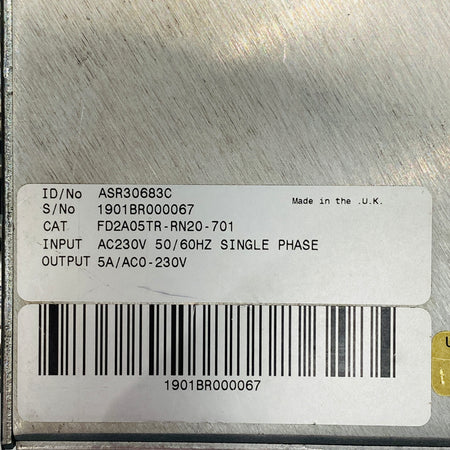 ID/No ASR30683C
Made in the .U.K.
S/No 1901BR000067
CAT FD2A05TR-RN20-701
INPUT AC230V 50/60HZ SINGLE PHASE
OUTPUT 5A/AC0-230V
1901BR000067